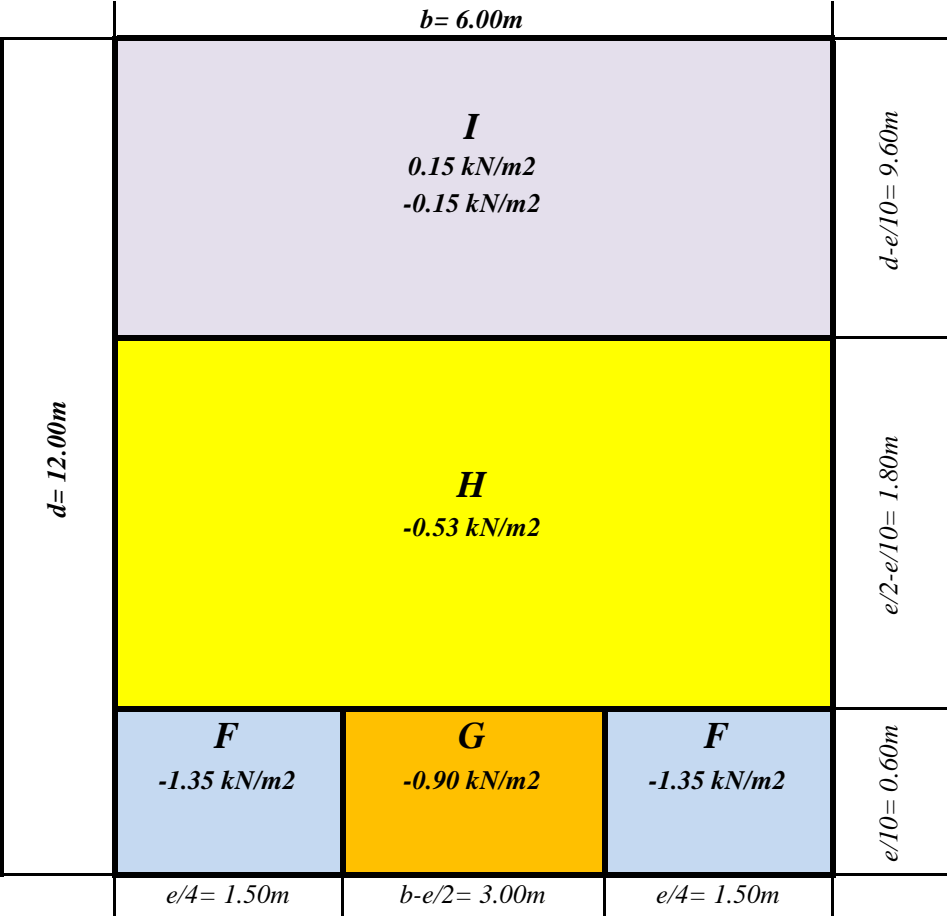 b= 6.00m
I
0.15 kN/m2
-0.15 kN/m2
d-e/10= 9.60m
d= 12.00m
H
-0.53 kN/m2
e/2-e/10= 1.80m
F
-1.35 kN/m2
G
-0.90 kN/m2
F
-1.35 kN/m2
e/10= 0.60m
e/4= 1.50m
b-e/2= 3.00m
e/4= 1.50m